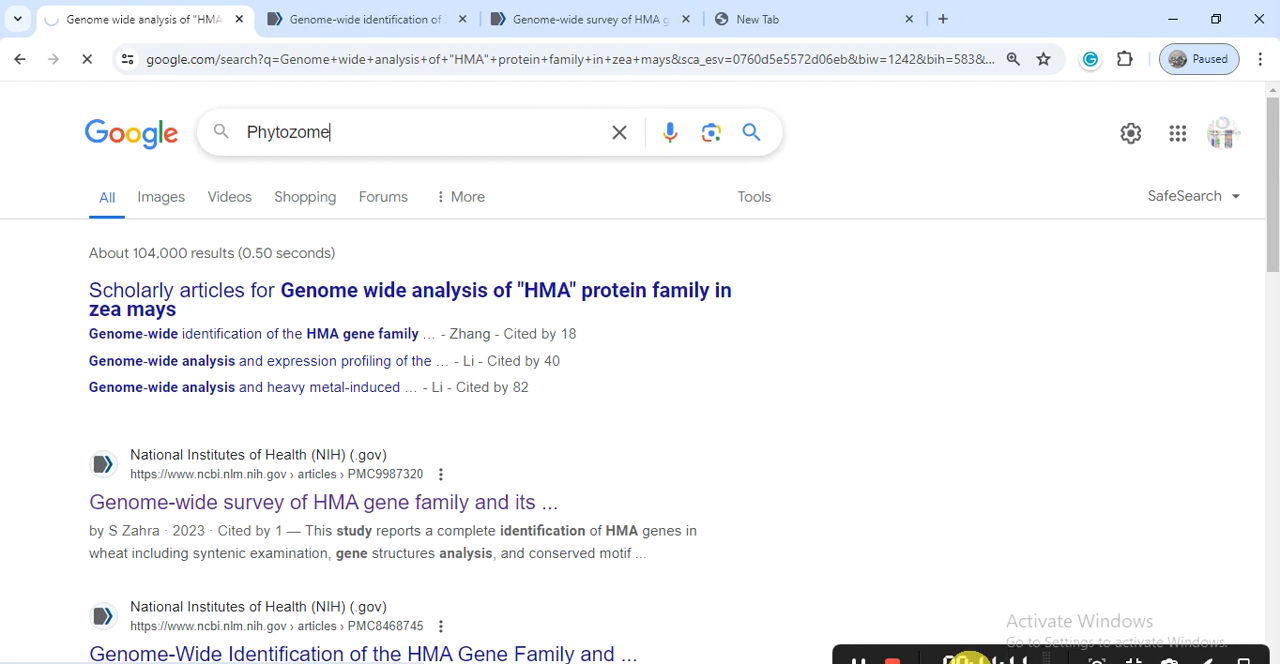 Genome wide analysis of "HMA
Genome-wide identification of
Genome-wide survey of HMA g
New Tab
google.com/search?q=Genome+wide+analysis+of+"HMA"+protein+family+in+zea+mays&sca_esv=0760d5e5572d06eb&biw=1242&bih=583&...
Paused
Google
Phytozome
All
Images
Videos
Shopping
Forums
More
Tools
SafeSearch
About 104,000 results (0.50 seconds)
Scholarly articles for Genome wide analysis of "HMA" protein family in
zea mays
Genome-wide identification of the HMA gene family ... - Zhang - Cited by 18
Genome-wide analysis and expression profiling of the ... - Li - Cited by 40
Genome-wide analysis and heavy metal-induced ... - Li - Cited by 82
National Institutes of Health (NIH) (.gov)
https://www.ncbi.nlm.nih.gov › articles › PMC9987320
Genome-wide survey of HMA gene family and its ...
by S Zahra · 2023 · Cited by 1 — This study reports a complete identification of HMA genes in
wheat including syntenic examination, gene structures analysis, and conserved motif ...
National Institutes of Health (NIH) (.gov)
https://www.ncbi.nlm.nih.gov › articles › PMC8468745
Genome-Wide Identification of the HMA Gene Family and ...
Activate Windows
Go to Settings to activate Windows.